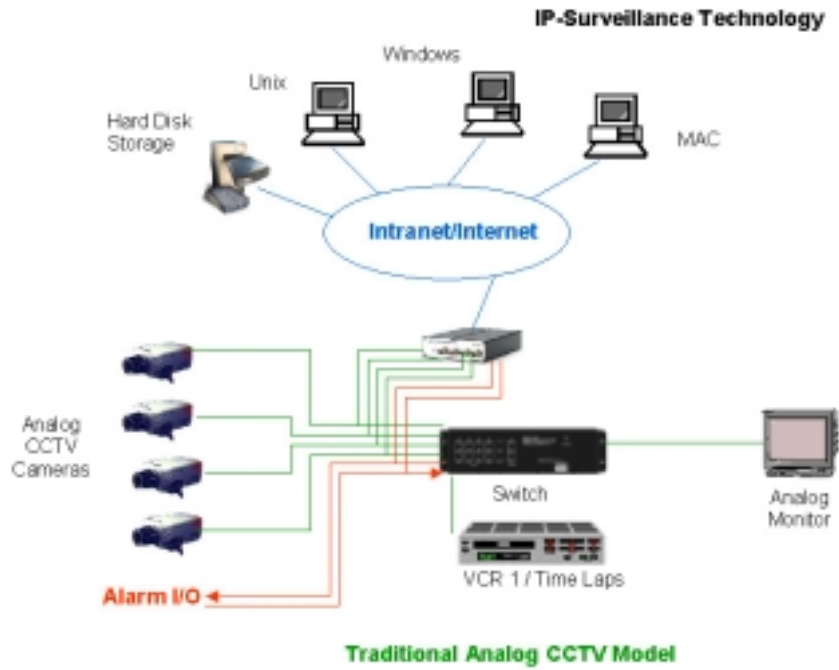 IP-Surveillance Technology
Windows
Unix
Hard Disk
Storage
MAC
Intranet/Internet
Analog
CCTV
Cameras
Switch
Analog
Monitor
VCR 1 / Time Laps
Alarm I/O
Traditional Analog CCTV Model